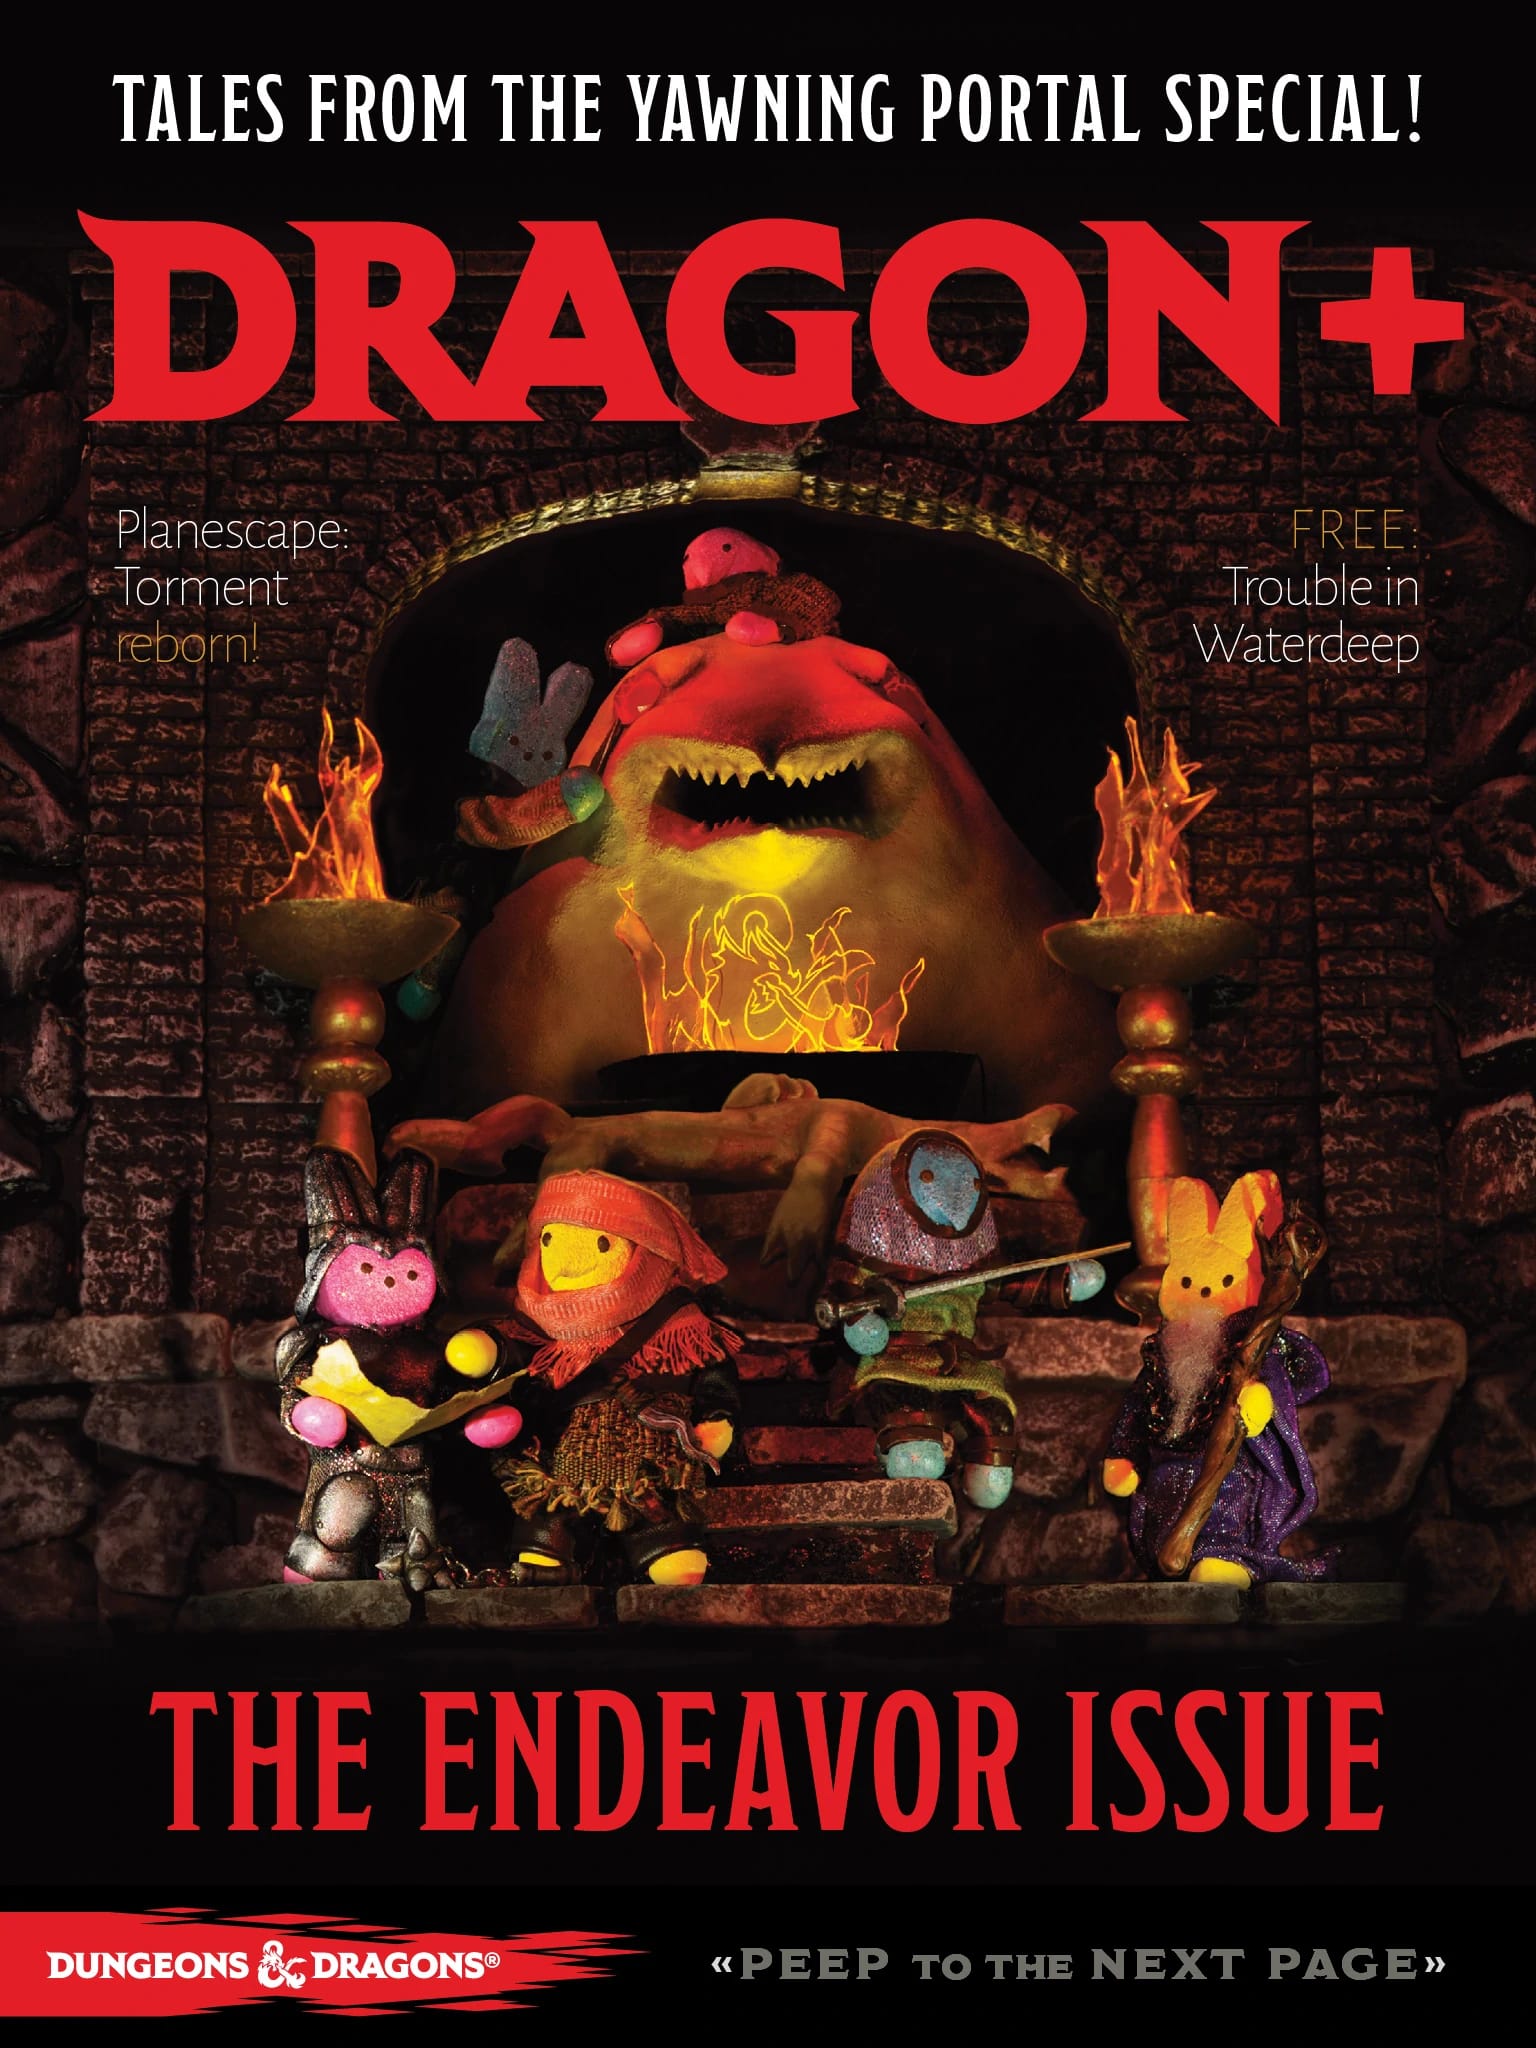 TALES FROM THE YAWNING PORTAL SPECIAL!
DRAGON+
Planescape:
Torment
reborn!
FREE:
Trouble in
Waterdeep
THE ENDEAVOR ISSUE
DUNGEONS & DRAGONS®
«PEEP TO THE NEXT PAGE»